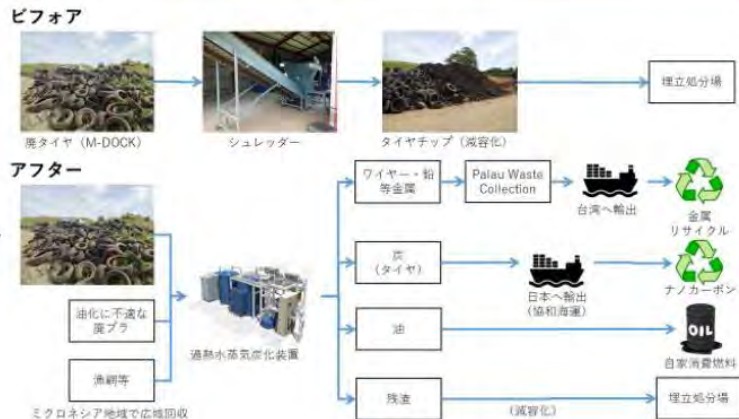 ビフォア
廃タイヤ（M-DOCK）
シュレッダー
タイヤチップ（減容化）
埋立処分場
アフター
油化に不適な
廃プラ
漁網等
ミクロネシア地域で広域回収
過熱水蒸気炭化装置
ワイヤー・鉛
等金属
Palau Waste
Collection
台湾へ輸出
金属
リサイクル
炭
（タイヤ）
日本へ輸出
（協和海運）
ナノカーボン
油
OIL
自家消費燃料
残渣
（減容化）
埋立処分場